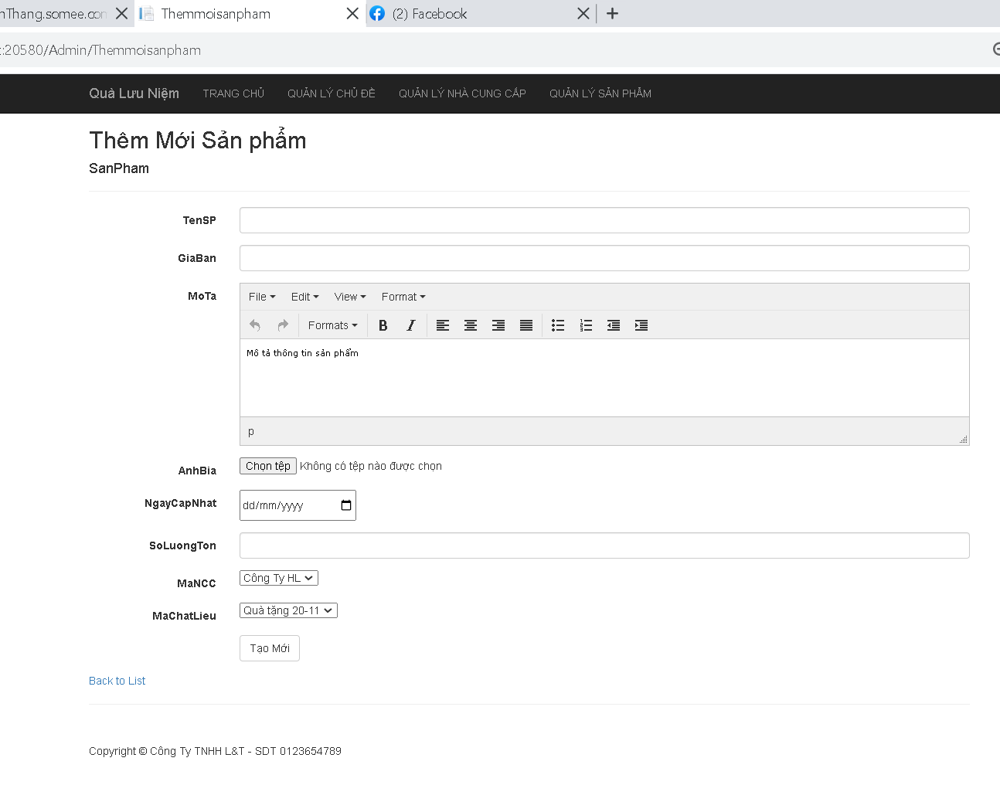 nThang.somee.con Themmoisanpham (2) Facebook
:20580/Admin/Themmoisanpham
Quà Lưu Niệm TRANG CHỦ QUẢN LÝ CHỦ ĐỀ QUẢN LÝ NHÀ CUNG CẤP QUẢN LÝ SẢN PHẨM
Thêm Mới Sản phẩm
SanPham
TenSP
GiaBan
MoTa
File Edit View Format
Formats B I
Mô tả thông tin sản phẩm
p
AnhBia Chọn tệp Không có tệp nào được chọn
NgayCapNhat dd/mm/yyyy
SoLuongTon
MaNCC Công Ty HL
MaChatLieu Quà tặng 20-11
Tạo Mới
Back to List
Copyright © Công Ty TNHH L&T - SDT 0123654789